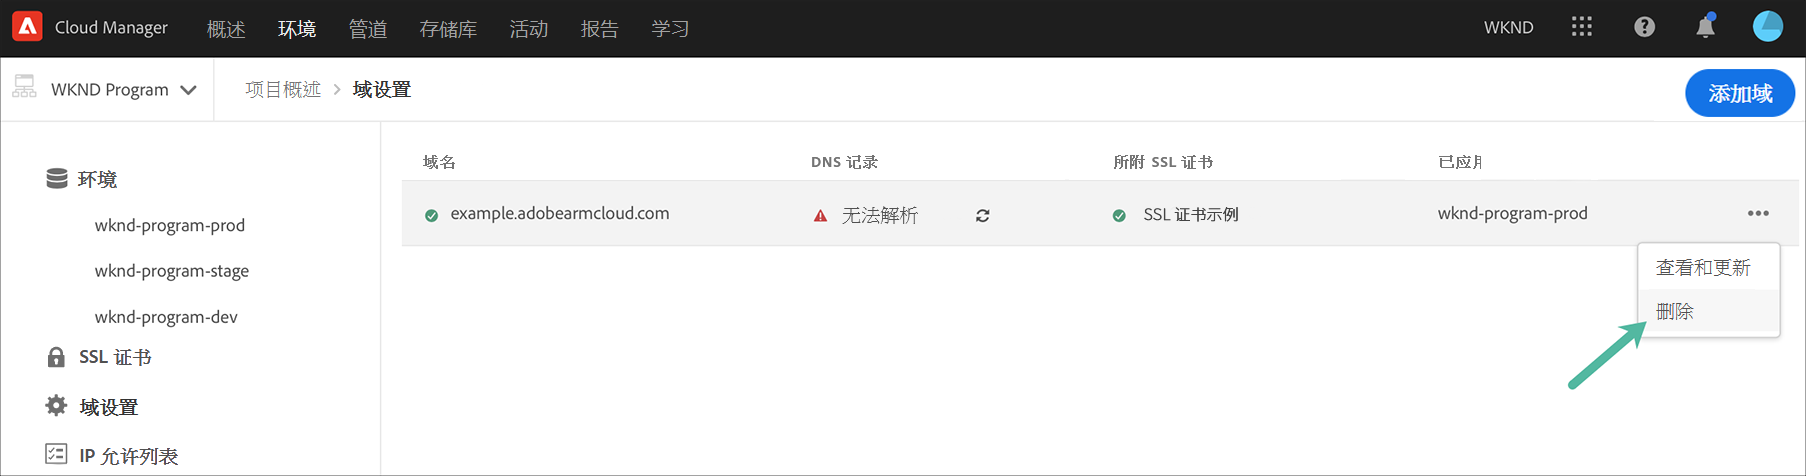 Cloud Manager 概述 环境 管道 存储库 活动 报告 学习 WKND
WKND Program 项目概述 > 域设置 添加域
域名 DNS 记录 所附 SSL 证书 已应用
环境
example.adobearmcloud.com 无法解析 SSL 证书示例 wknd-program-prod
wknd-program-prod
查看和更新
wknd-program-stage
删除
wknd-program-dev
SSL 证书
域设置
IP 允许列表